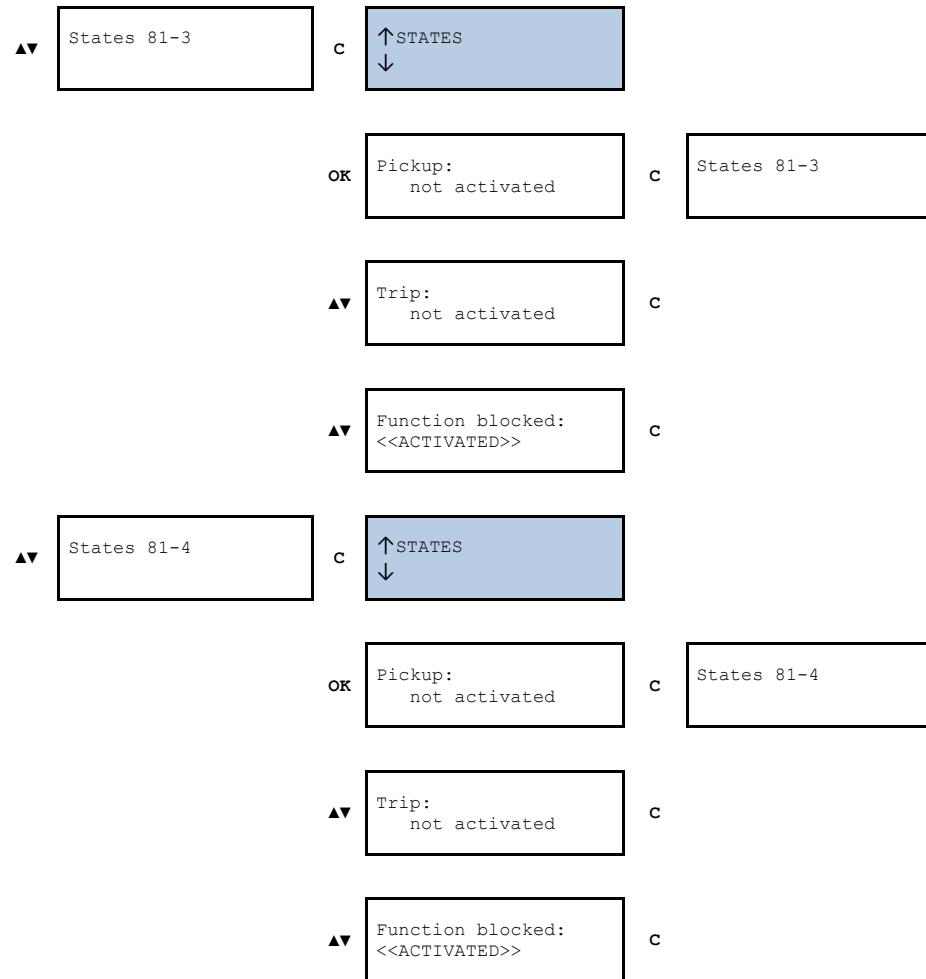 ▲▼ States 81-3 C ↑STATES
↓
OK Pickup:
not activated C States 81-3
▲▼ Trip:
not activated C
▲▼ Function blocked:
<<ACTIVATED>> C
▲▼ States 81-4 C ↑STATES
↓
OK Pickup:
not activated C States 81-4
▲▼ Trip:
not activated C
▲▼ Function blocked:
<<ACTIVATED>> C